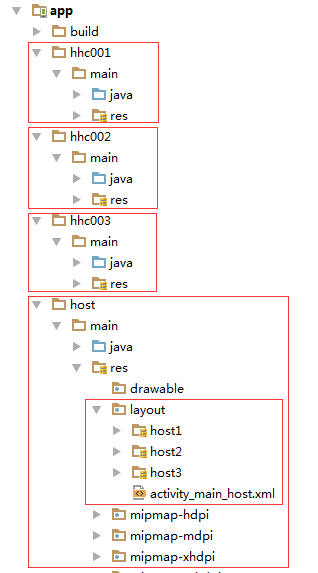 app
build
hhc001
main
java
res
hhc002
main
java
res
hhc003
main
java
res
host
main
java
res
drawable
layout
host1
host2
host3
activity_main_host.xml
mipmap-hdpi
mipmap-mdpi
mipmap-xhdpi